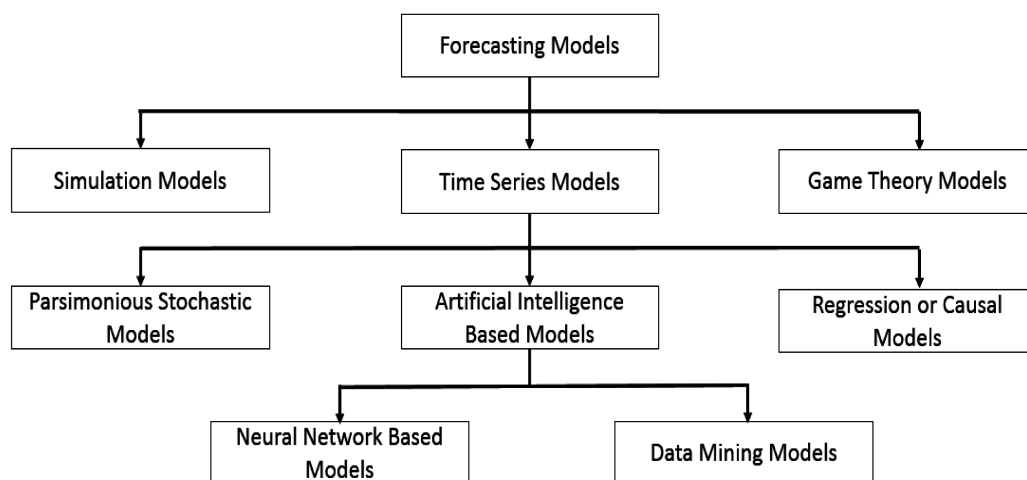 Forecasting Models
Simulation Models
Time Series Models
Game Theory Models
Parsimonious Stochastic
Models
Artificial Intelligence
Based Models
Regression or Causal
Models
Neural Network Based
Models
Data Mining Models